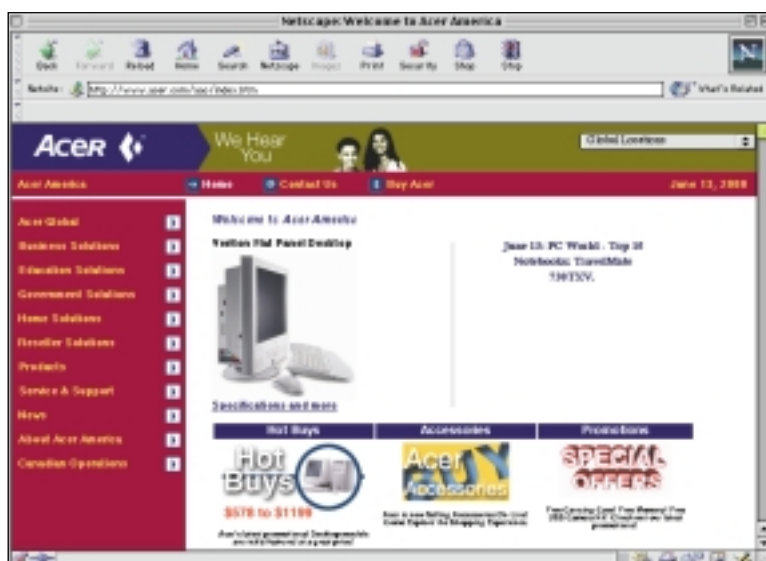 Netscape: Welcome to Acer America
Back Forward Reload Home Search Netscape Images Print Security Shop Stop
http://www.acer.com/aac/index.htm What's Related
Acer
We Hear
You
Global Locations
Acer America Home Contact Us Buy Acer June 13, 2000
Acer Global
Business Solutions
Education Solutions
Government Solutions
Home Solutions
Reseller Solutions
Products
Service & Support
News
About Acer America
Canadian Operations
Welcome to Acer America
Veriton Flat Panel Desktop
Specifications and more
June 13: PC World - Top 15
Notebooks: TravelMate
Hot Buys Accessories Promotions
Hot
Buys
$578 to $1199
Acer
BUY
Accessories
SPECIAL
OFFERS